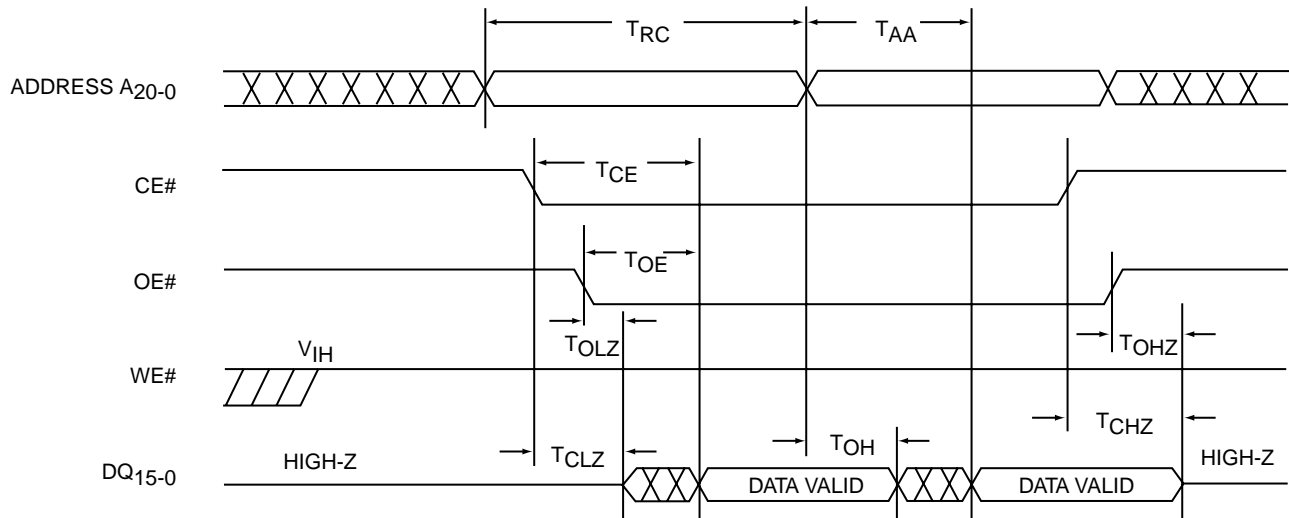 TRC TAA
ADDRESS A20-0
TCE
CE#
TOE
OE#
TOLZ TOHZ
VIH
WE#
TCHZ
TCLZ TOH
HIGH-Z HIGH-Z
DQ15-0
DATA VALID DATA VALID